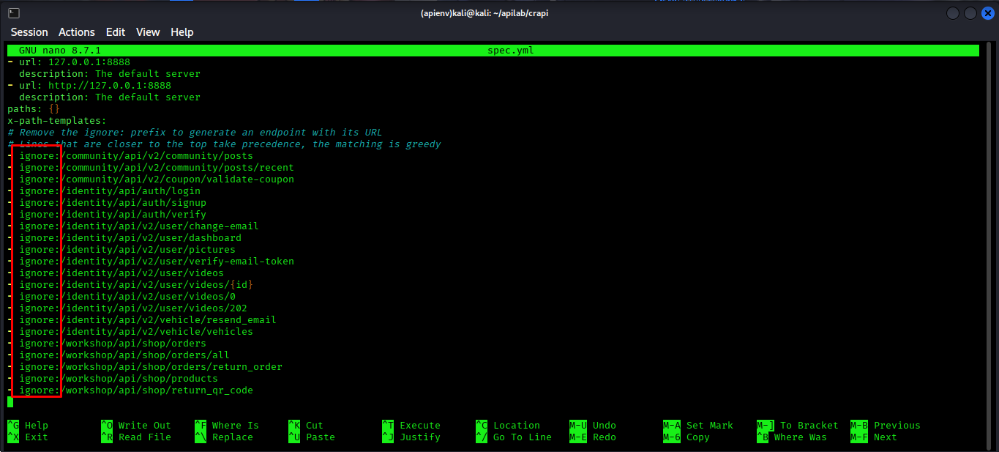 (apienv)kali@kali: ~/apilab/crapi
Session Actions Edit View Help
GNU nano 8.7.1 spec.yml
- url: 127.0.0.1:8888
description: The default server
- url: http://127.0.0.1:8888
description: The default server
paths: {}
x-path-templates:
# Remove the ignore: prefix to generate an endpoint with its URL
# Lines that are closer to the top take precedence, the matching is greedy
- ignore:/community/api/v2/community/posts
- ignore:/community/api/v2/community/posts/recent
- ignore:/community/api/v2/coupon/validate-coupon
- ignore:/identity/api/auth/login
- ignore:/identity/api/auth/signup
- ignore:/identity/api/auth/verify
- ignore:/identity/api/v2/user/change-email
- ignore:/identity/api/v2/user/dashboard
- ignore:/identity/api/v2/user/pictures
- ignore:/identity/api/v2/user/verify-email-token
- ignore:/identity/api/v2/user/videos
- ignore:/identity/api/v2/user/videos/{id}
- ignore:/identity/api/v2/user/videos/0
- ignore:/identity/api/v2/user/videos/202
- ignore:/identity/api/v2/vehicle/resend_email
- ignore:/identity/api/v2/vehicle/vehicles
- ignore:/workshop/api/shop/orders
- ignore:/workshop/api/shop/orders/all
- ignore:/workshop/api/shop/orders/return_order
- ignore:/workshop/api/shop/products
- ignore:/workshop/api/shop/return_qr_code
^G Help ^O Write Out ^F Where Is ^K Cut ^T Execute ^C Location M-U Undo M-A Set Mark M-] To Bracket M-B Previous
^X Exit ^R Read File ^\ Replace ^U Paste ^J Justify ^/ Go To Line M-E Redo M-6 Copy ^B Where Was M-F Next